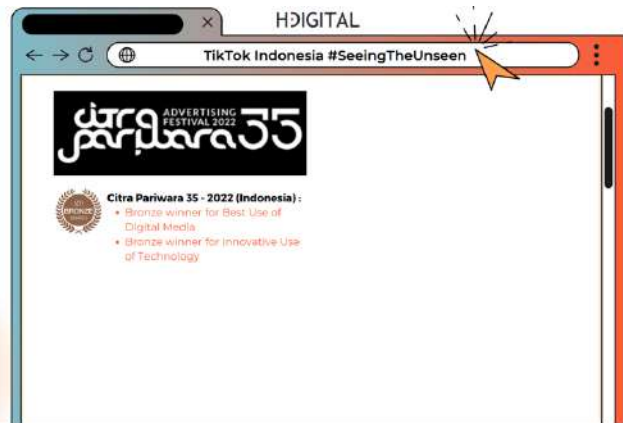 HDIGITAL
TikTok Indonesia #SeeingTheUnseen
citra ADVERTISING
FESTIVAL 2022
pariwara 35
BRONZE
Citra Pariwara 35 - 2022 (Indonesia) :
• Bronze winner for Best Use of
Digital Media
• Bronze winner for Innovative Use
of Technology